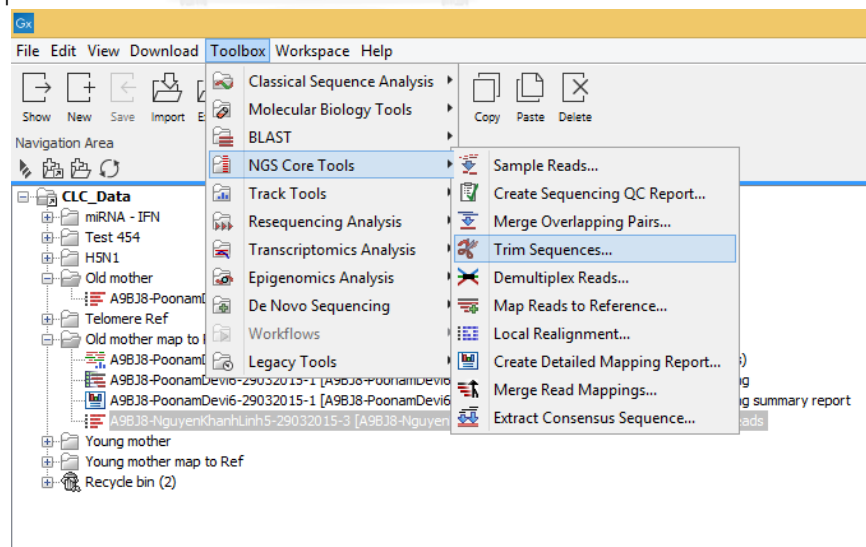 Gx
File Edit View Download Toolbox Workspace Help
Show New Save Import
Copy Paste Delete
Navigation Area
CLC_Data
miRNA - IFN
Test 454
H5N1
Old mother
A9BJ8-Poonam
Telomere Ref
Old mother map to
A9BJ8-Poonam
A9BJ8-PoonamDevi6-29032015-1 [A9BJ8-PoonamDevi6
A9BJ8-PoonamDevi6-29032015-1 [A9BJ8-PoonamDevi6 summary report
A9BJ8-NguyenKhanhLinh5-29032015-3 [A9BJ8-Nguyen
Young mother
Young mother map to Ref
Recycle bin (2)
Classical Sequence Analysis
Molecular Biology Tools
BLAST
NGS Core Tools
Track Tools
Resequencing Analysis
Transcriptomics Analysis
Epigenomics Analysis
De Novo Sequencing
Workflows
Legacy Tools
Sample Reads...
Create Sequencing QC Report...
Merge Overlapping Pairs...
Trim Sequences...
Demultiplex Reads...
Map Reads to Reference...
Local Realignment...
Create Detailed Mapping Report...
Merge Read Mappings...
Extract Consensus Sequence...